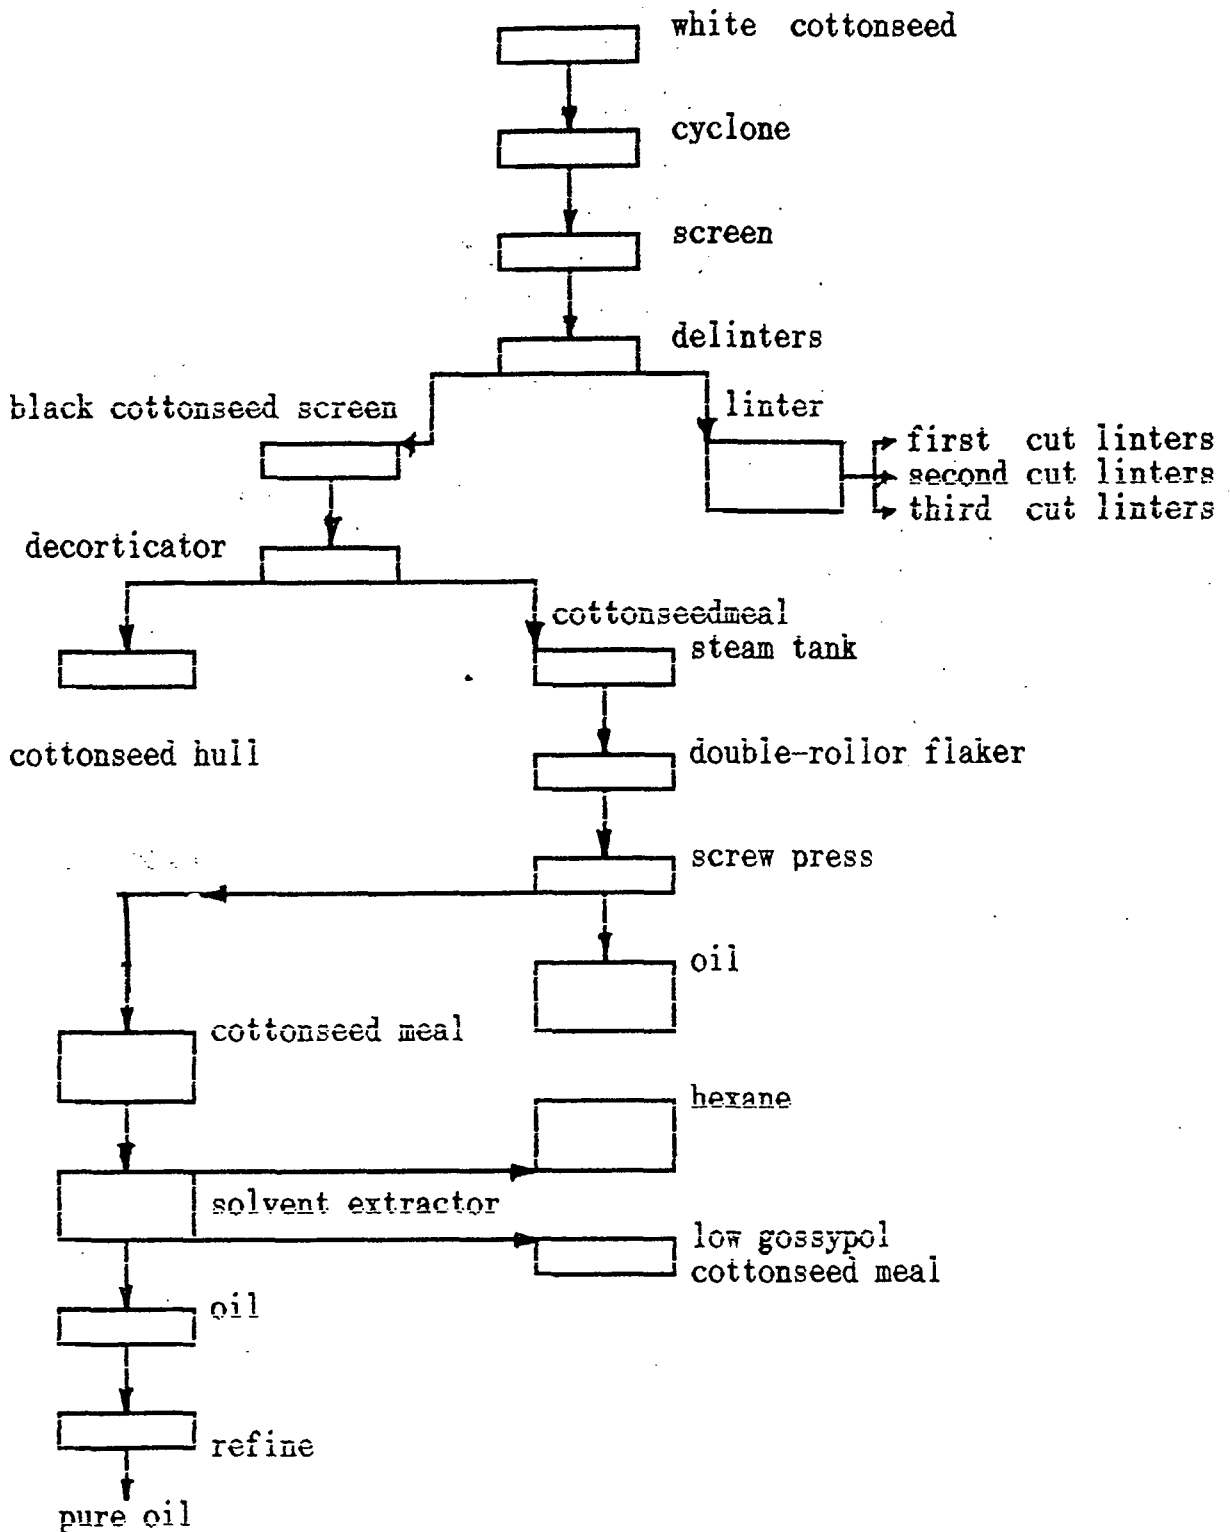 white cottonseed
cyclone
screen
delinters
black cottonseed screen
linter
first cut linters
second cut linters
third cut linters
decorticator
cottonseedmeal
steam tank
cottonseed hull
double-rollor flaker
screw press
oil
cottonseed meal
hexane
solvent extractor
low gossypol
cottonseed meal
oil
refine
pure oil